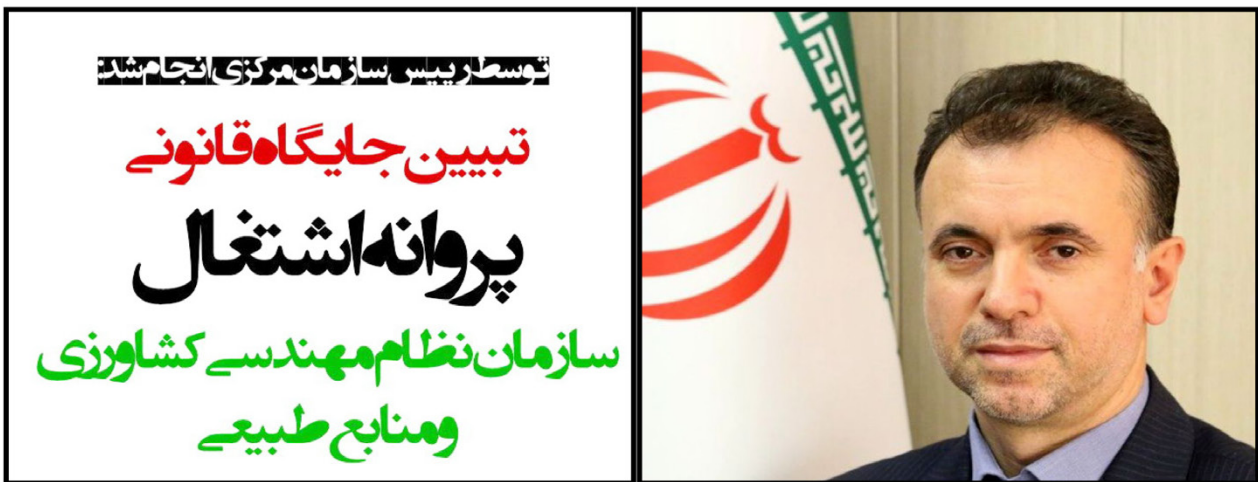 توسط رییس سازمان مرکزی انجام شد:
تبیین جایگاه قانونی
پروانه اشتغال
سازمان نظام مهندسی کشاورزی
و منابع طبیعی